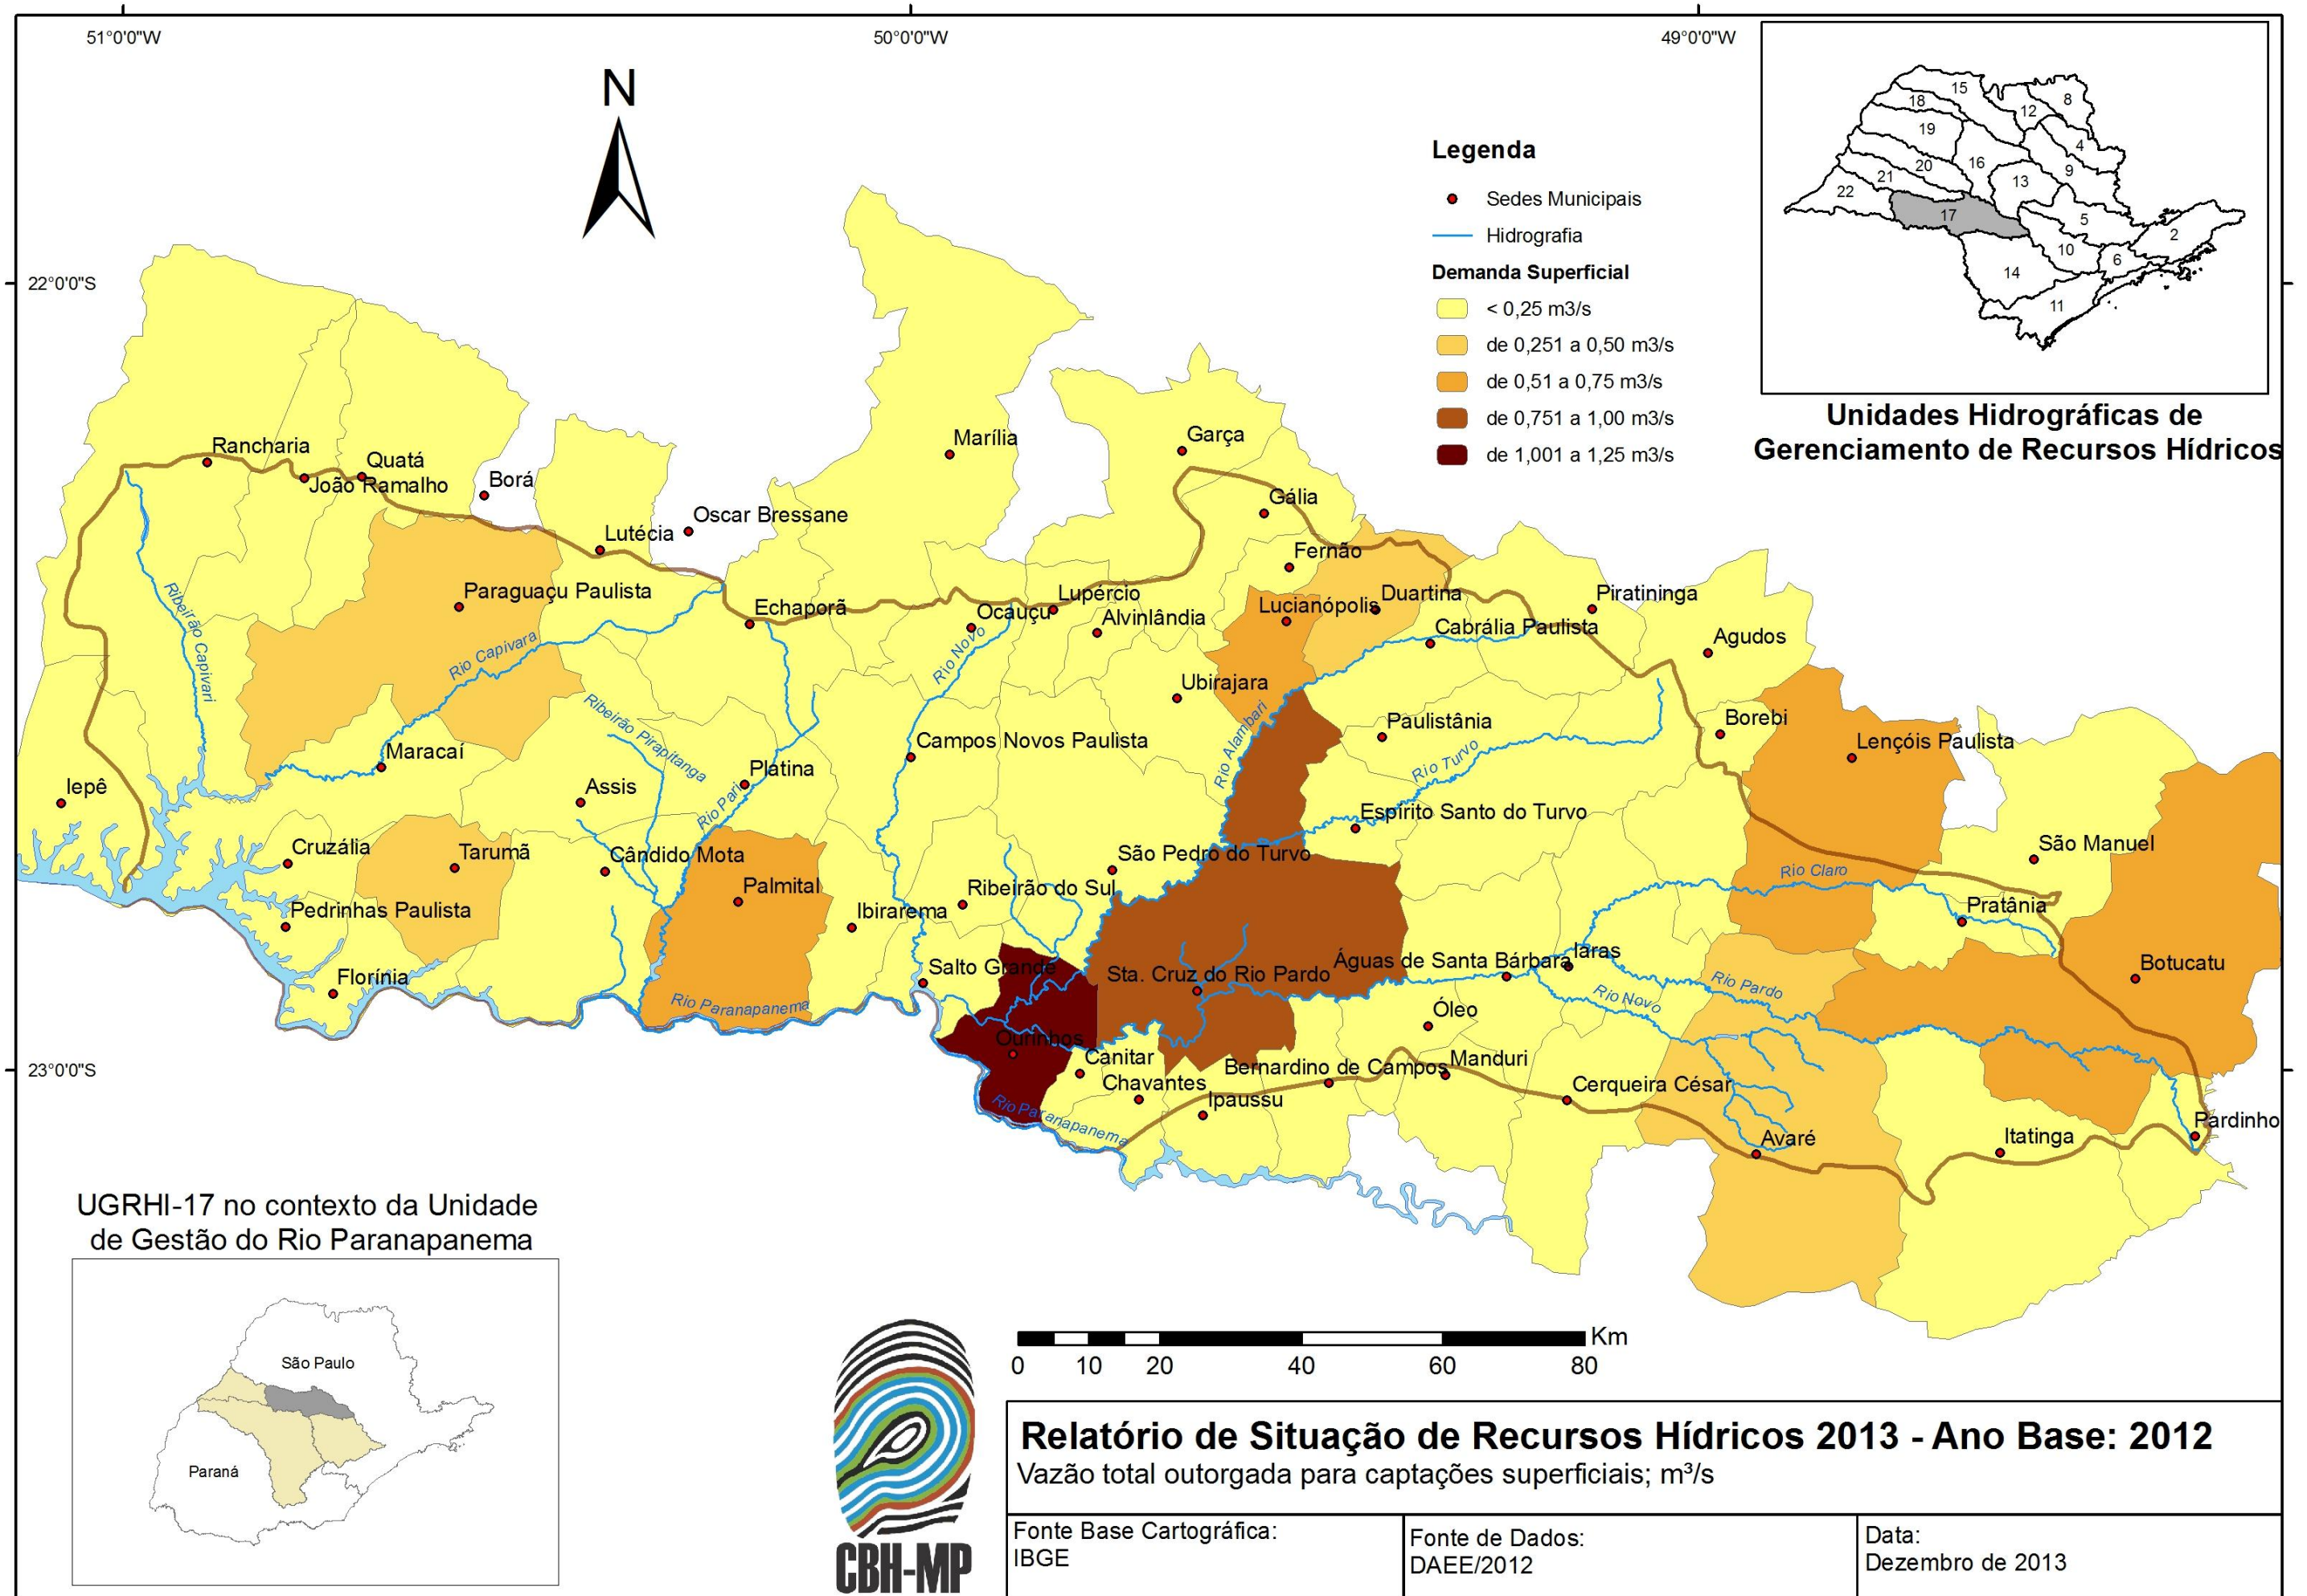 51°0'0"W
50°0'0"W
49°0'0"W
22°0'0"S
23°0'0"S
N
Legenda
Sedes Municipais
Hidrografia
Demanda Superficial
< 0,25 m3/s
de 0,251 a 0,50 m3/s
de 0,51 a 0,75 m3/s
de 0,751 a 1,00 m3/s
de 1,001 a 1,25 m3/s
15
18
8
12
19
4
20
16
9
21
13
22
17
5
2
10
6
14
11
Unidades Hidrográficas de
Gerenciamento de Recursos Hídricos
Rancharia
Quatá
João Ramalho
Borá
Marília
Garça
Oscar Bressane
Lutécia
Gália
Fernão
Paraguaçu Paulista
Echaporã
Ocauçu
Lupércio
Alvinlândia
Lucianópolis
Duartina
Piratininga
Cabrália Paulista
Agudos
Ribeirão Capivari
Rio Capivara
Rio Novo
Ubirajara
Ribeirão Pirapitanga
Rio Alambari
Paulistânia
Borebi
Lençóis Paulista
Campos Novos Paulista
Maracaí
Platina
Rio Turvo
Iepê
Assis
Rio Pari
Espírito Santo do Turvo
Cruzália
Tarumã
Cândido Mota
São Pedro do Turvo
São Manuel
Rio Claro
Palmital
Ribeirão do Sul
Pedrinhas Paulista
Ibirarema
Pratânia
Florínia
Salto Grande
Sta. Cruz do Rio Pardo
Águas de Santa Bárbara
Iaras
Botucatu
Rio Pardo
Rio Novo
Rio Paranapanema
Óleo
Ourinhos
Canitar
Bernardino de Campos
Manduri
Chavantes
Ipaussu
Cerqueira César
Rio Paranapanema
Avaré
Itatinga
Pardinho
UGRHI-17 no contexto da Unidade
de Gestão do Rio Paranapanema
São Paulo
Paraná
CBH-MP
Km
0 10 20 40 60 80
Relatório de Situação de Recursos Hídricos 2013 - Ano Base: 2012
Vazão total outorgada para captações superficiais; m³/s
Fonte Base Cartográfica:
IBGE
Fonte de Dados:
DAEE/2012
Data:
Dezembro de 2013